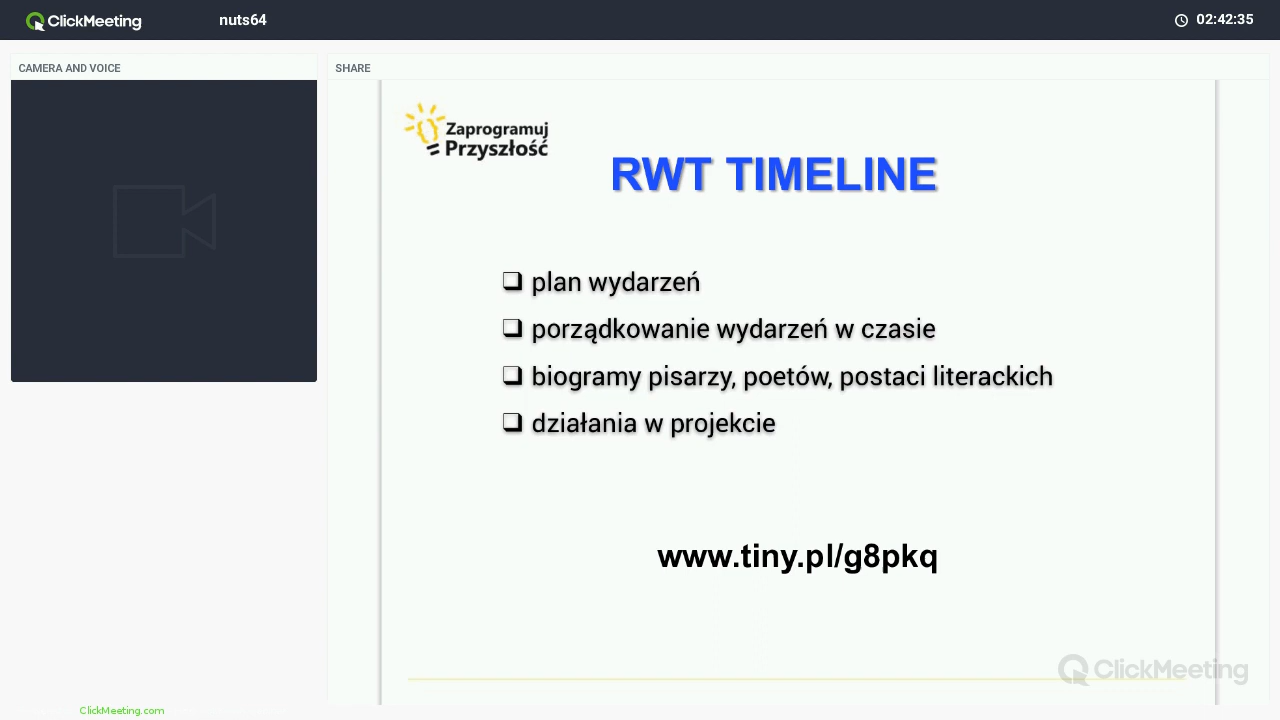 ClickMeeting
nuts64
02:42:35
CAMERA AND VOICE
SHARE
Zaprogramuj
Przyszłość
RWT TIMELINE
❑ plan wydarzeń
❑ porządkowanie wydarzeń w czasie
❑ biogramy pisarzy, poetów, postaci literackich
❑ działania w projekcie
www.tiny.pl/g8pkq
ClickMeeting
ClickMeeting.com